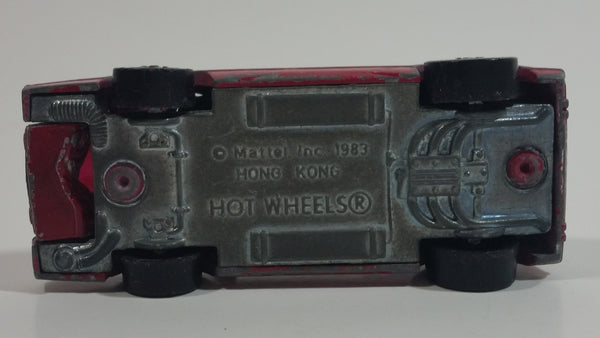 © Mattel Inc. 1983
HONG KONG
HOT WHEELS®